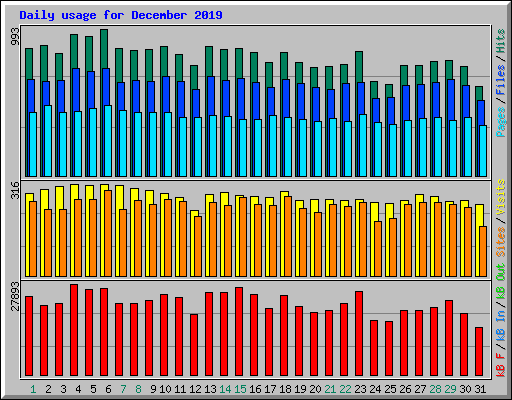 Daily usage for December 2019
993
Pages / Files / Hits
316
Sites / Visits
27893
kB F / kB In / kB Out
1 2 3 4 5 6 7 8 9 10 11 12 13 14 15 16 17 18 19 20 21 22 23 24 25 26 27 28 29 30 31